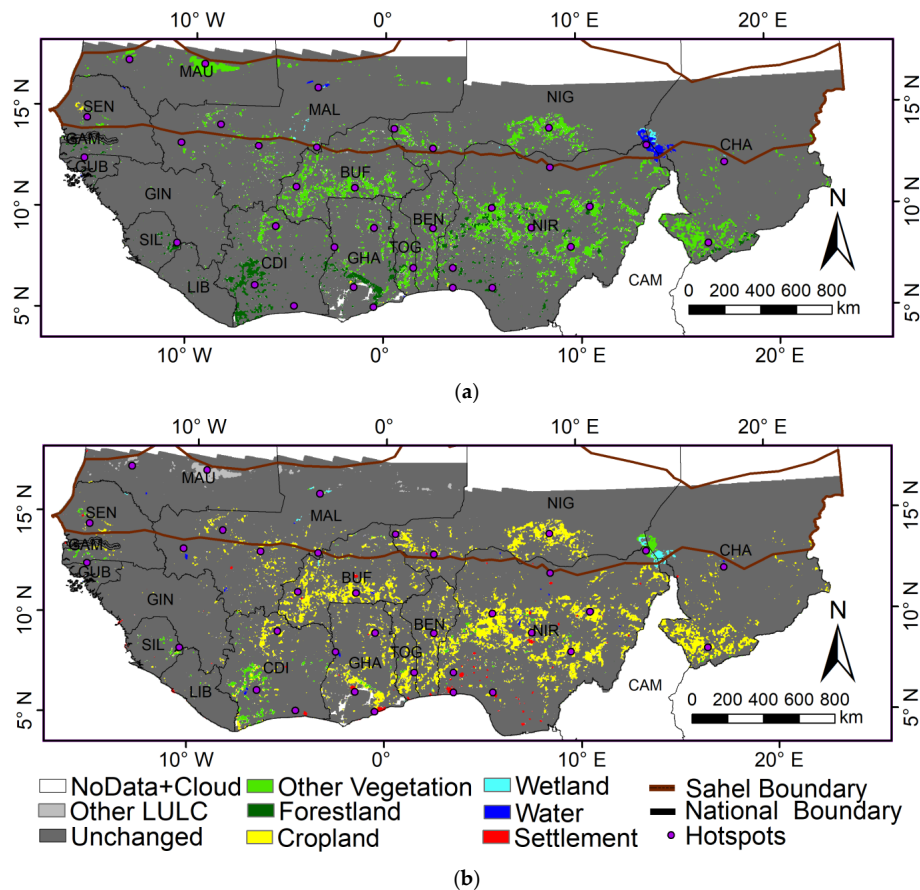 10° W 0° 10° E 20° E
MAU
15° N
SEN
MAL
NIG
GAM
CHA
GUB
BUF
GIN
10° N
N
BEN
NIR
SIL
TOG
CDI
GHA
LIB
CAM
0 200 400 600 800
km
5° N
5° N
10° W 0° 10° E 20° E
(a)
10° W 0° 10° E 20° E
MAU
NIG
15° N
SEN
MAL
GAM
CHA
GUB
BUF
GIN
10° N
N
BEN
NIR
SIL
GHA
TOG
CDI
LIB
CAM
0 200 400 600 800
km
5° N
5° N
10° W 0° 10° E 20° E
NoData+Cloud Other Vegetation Wetland Sahel Boundary
Other LULC Forestland Water National Boundary
Unchanged Cropland Settlement Hotspots
(b)